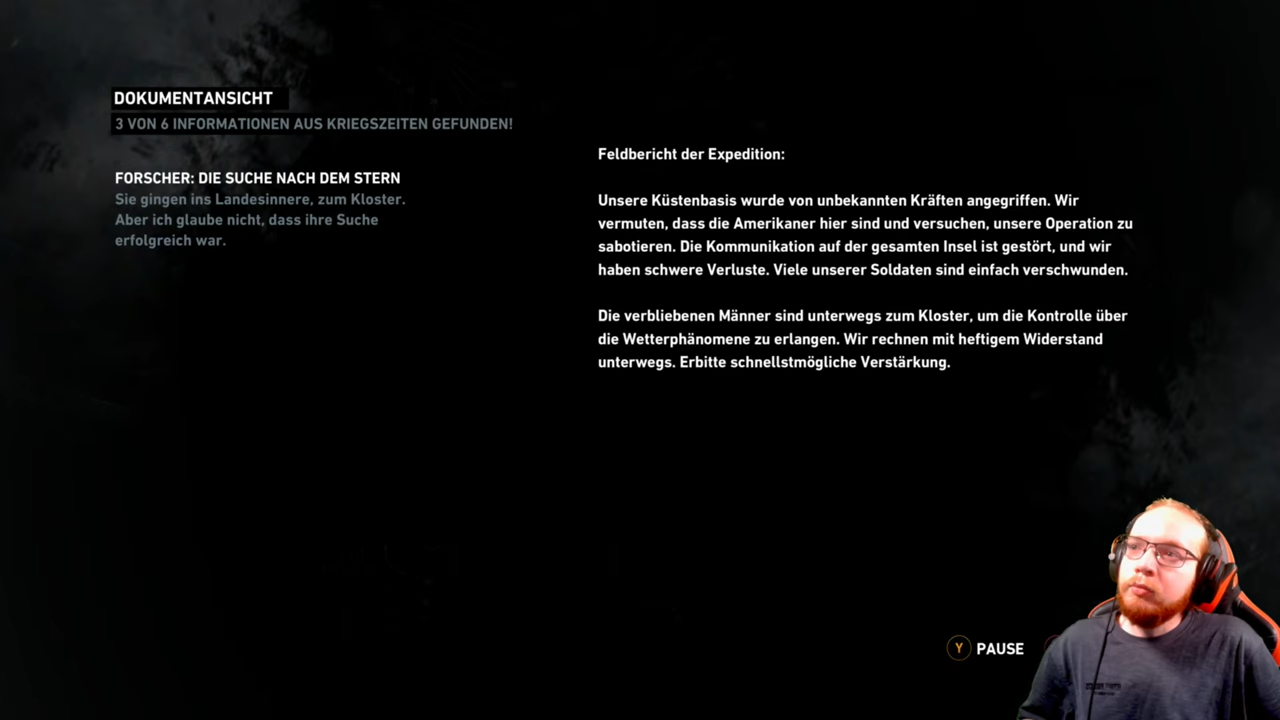 DOKUMENTANSICHT
3 VON 6 INFORMATIONEN AUS KRIEGSZEITEN GEFUNDEN!
FORSCHER: DIE SUCHE NACH DEM STERN
Sie gingen ins Landesinnere, zum Kloster.
Aber ich glaube nicht, dass ihre Suche
erfolgreich war.
Feldbericht der Expedition:
Unsere Küstenbasis wurde von unbekannten Kräften angegriffen. Wir
vermuten, dass die Amerikaner hier sind und versuchen, unsere Operation zu
sabotieren. Die Kommunikation auf der gesamten Insel ist gestört, und wir
haben schwere Verluste. Viele unserer Soldaten sind einfach verschwunden.
Die verbliebenen Männer sind unterwegs zum Kloster, um die Kontrolle über
die Wetterphänomene zu erlangen. Wir rechnen mit heftigem Widerstand
unterwegs. Erbitte schnellstmögliche Verstärkung.
Y PAUSE